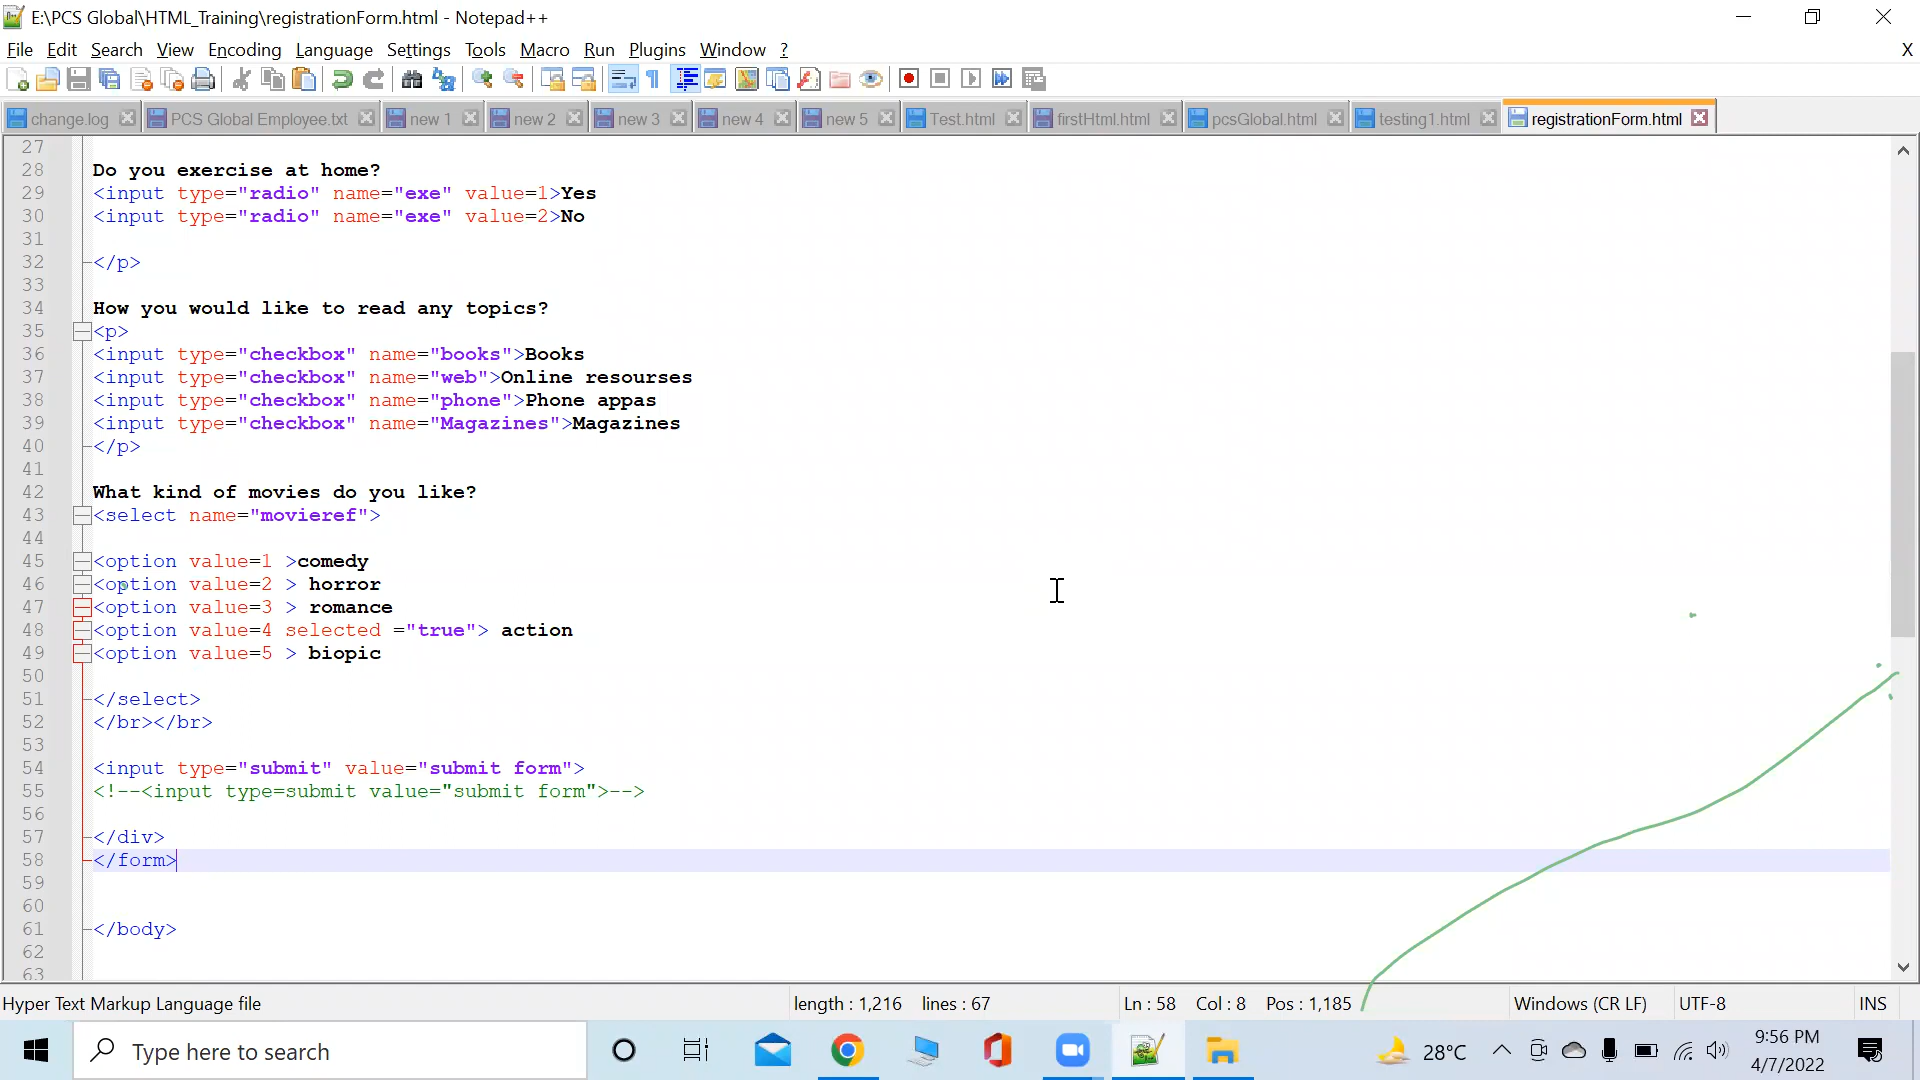 E:\PCS Global\HTML_Training\registrationForm.html - Notepad++
File Edit Search View Encoding Language Settings Tools Macro Run Plugins Window ? X
change.log PCS Global Employee.txt new 1 new 2 new 3 new 4 new 5 Test.html firstHtml.html pcsGlobal.html testing1.html registrationForm.html
27
28 Do you exercise at home?
29 <input type="radio" name="exe" value=1>Yes
30 <input type="radio" name="exe" value=2>No
31
32 </p>
33
34 How you would like to read any topics?
35 <p>
36 <input type="checkbox" name="books">Books
37 <input type="checkbox" name="web">Online resourses
38 <input type="checkbox" name="phone">Phone appas
39 <input type="checkbox" name="Magazines">Magazines
40 </p>
41
42 What kind of movies do you like?
43 <select name="movieref">
44
45 <option value=1 >comedy
46 <option value=2 > horror
47 <option value=3 > romance
48 <option value=4 selected ="true"> action
49 <option value=5 > biopic
50
51 </select>
52 </br></br>
53
54 <input type="submit" value="submit form">
55 <!--<input type=submit value="submit form">-->
56
57 </div>
58 </form>
59
60
61 </body>
62
63
Hyper Text Markup Language file length : 1,216 lines : 67 Ln : 58 Col : 8 Pos : 1,185 Windows (CR LF) UTF-8 INS
Type here to search 28°C 9:56 PM
4/7/2022